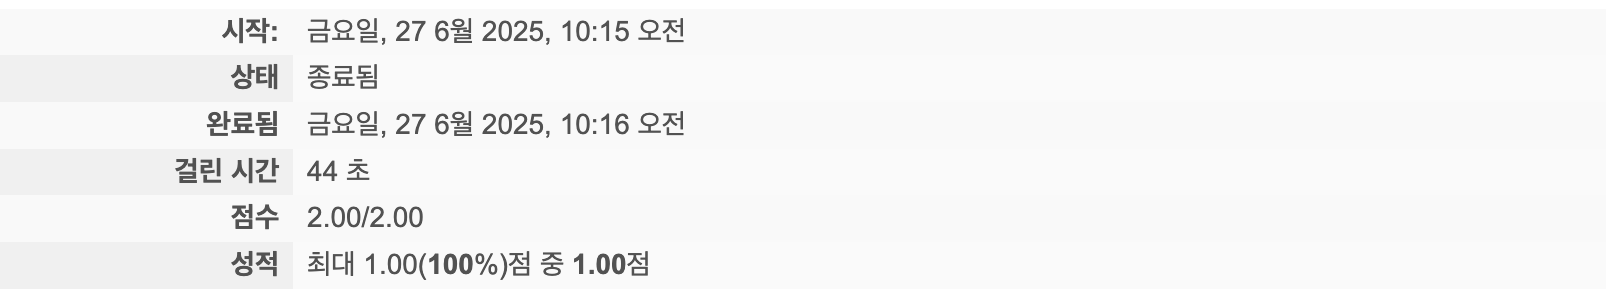 시작: 금요일, 27 6월 2025, 10:15 오전
상태 종료됨
완료됨 금요일, 27 6월 2025, 10:16 오전
걸린 시간 44 초
점수 2.00/2.00
성적 최대 1.00(100%)점 중 1.00점